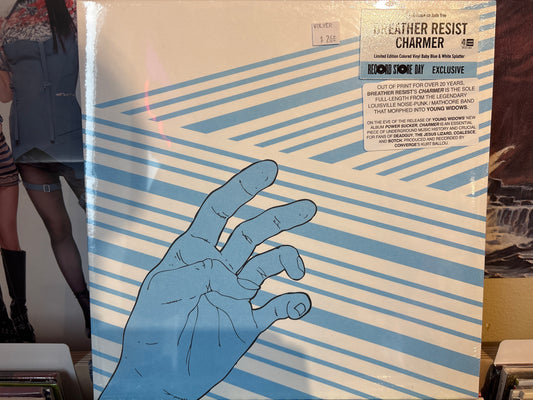 WOLVER
$ 26.00
BREATHER RESIST
CHARMER
Limited Edition Colored Vinyl Baby Blue & White Splatter
RECORD STORE DAY EXCLUSIVE
OUT OF PRINT FOR OVER 20 YEARS,
BREATHER RESIST'S CHARMER IS THE SOLE
FULL-LENGTH FROM THE LEGENDARY
LOUISVILLE NOISE-PUNK / MATHCORE BAND
THAT MORPHED INTO YOUNG WIDOWS.
ON THE EVE OF THE RELEASE OF YOUNG WIDOWS' NEW
ALBUM POWER SUCKER, CHARMER IS AN ESSENTIAL
PIECE OF UNDERGROUND MUSIC HISTORY AND CRUCIAL
FOR FANS OF DEADGUY, THE JESUS LIZARD, COALESCE,
AND BOTCH. PRODUCED AND RECORDED BY
CONVERGE'S KURT BALLOU.